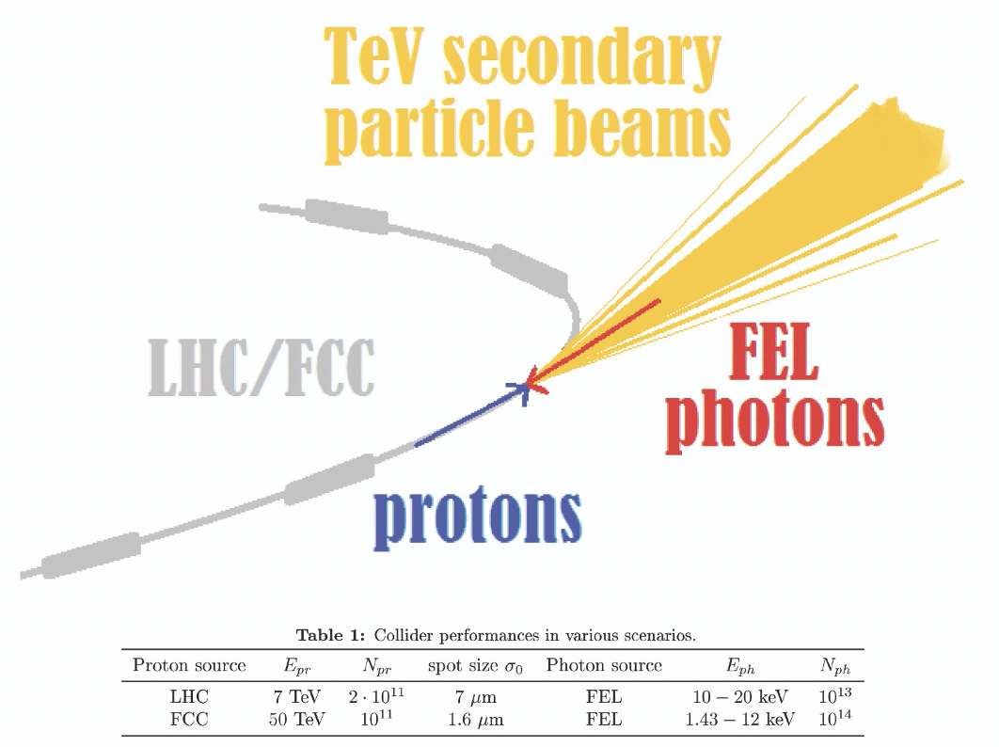 TeV secondary
particle beams
LHC/FCC
FEL
photons
protons
Table 1: Collider performances in various scenarios.
Proton source E_pr N_pr spot size σ_0 Photon source E_ph N_ph
LHC 7 TeV 2 · 10^11 7 μm FEL 10 − 20 keV 10^13
FCC 50 TeV 10^11 1.6 μm FEL 1.43 − 12 keV 10^14